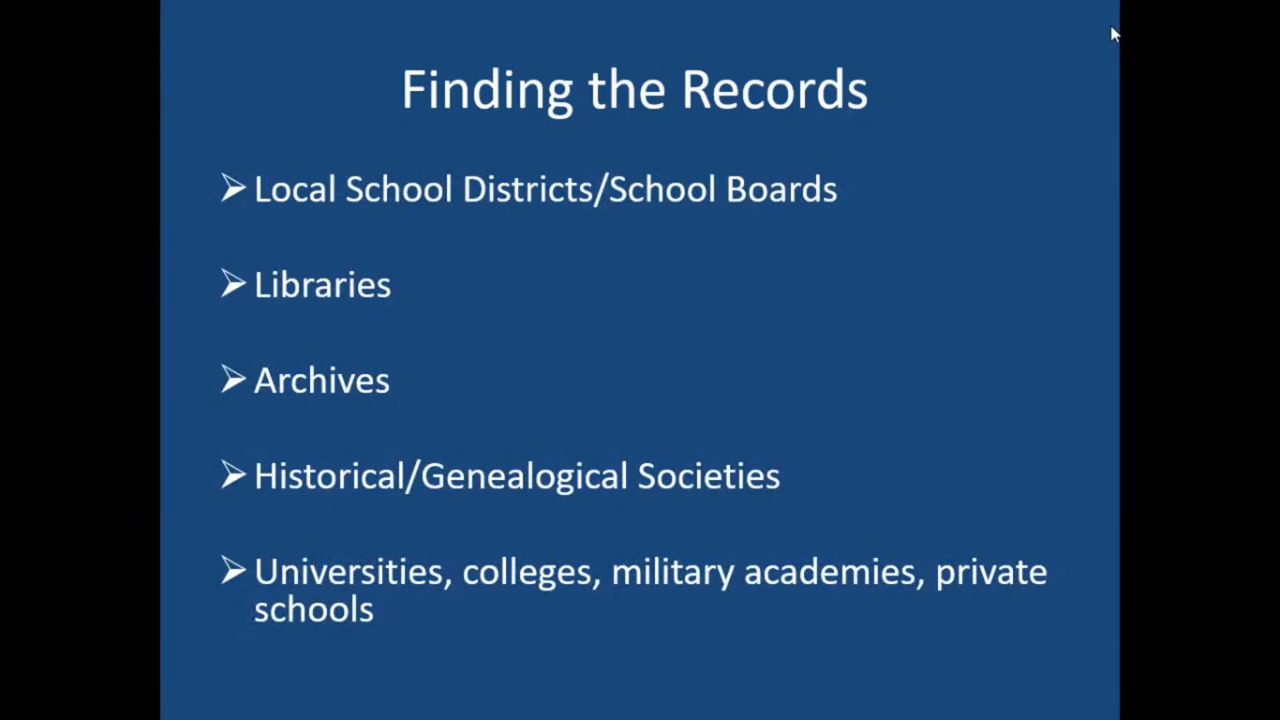 Finding the Records
➢Local School Districts/School Boards
➢Libraries
➢Archives
➢Historical/Genealogical Societies
➢Universities, colleges, military academies, private
schools